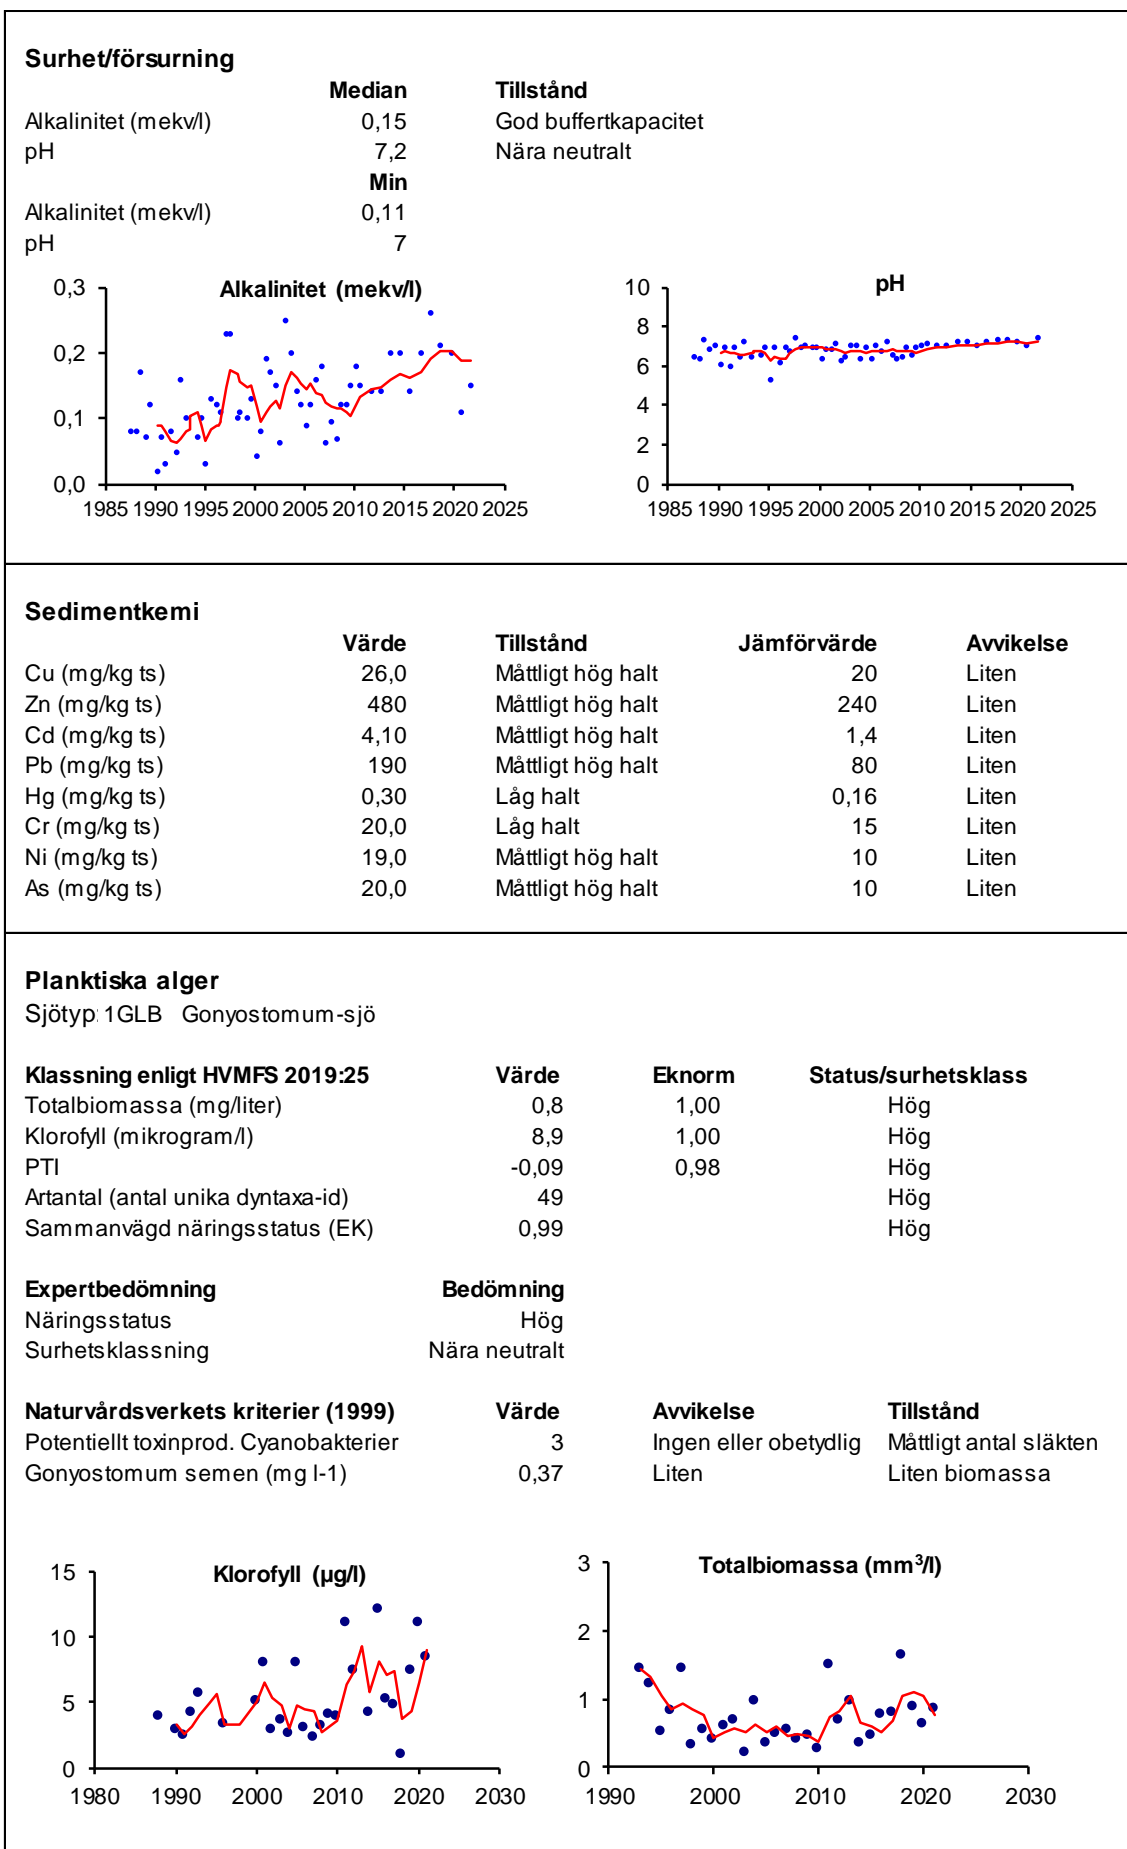 Surhet/försurning
Median Tillstånd
Alkalinitet (mekv/l) 0,15 God buffertkapacitet
pH 7,2 Nära neutralt
Min
Alkalinitet (mekv/l) 0,11
pH 7
Alkalinitet (mekv/l)
0,3
0,2
0,1
0,0
1985 1990 1995 2000 2005 2010 2015 2020 2025
pH
10
8
6
4
2
0
1985 1990 1995 2000 2005 2010 2015 2020 2025
Sedimentkemi
Värde Tillstånd Jämförvärde Avvikelse
Cu (mg/kg ts) 26,0 Måttligt hög halt 20 Liten
Zn (mg/kg ts) 480 Måttligt hög halt 240 Liten
Cd (mg/kg ts) 4,10 Måttligt hög halt 1,4 Liten
Pb (mg/kg ts) 190 Måttligt hög halt 80 Liten
Hg (mg/kg ts) 0,30 Låg halt 0,16 Liten
Cr (mg/kg ts) 20,0 Låg halt 15 Liten
Ni (mg/kg ts) 19,0 Måttligt hög halt 10 Liten
As (mg/kg ts) 20,0 Måttligt hög halt 10 Liten
Planktiska alger
Sjötyp: 1GLB Gonyostomum-sjö
Klassning enligt HVMFS 2019:25 Värde Eknorm Status/surhetsklass
Totalbiomassa (mg/liter) 0,8 1,00 Hög
Klorofyll (mikrogram/l) 8,9 1,00 Hög
PTI -0,09 0,98 Hög
Artantal (antal unika dyntaxa-id) 49 Hög
Sammanvägd näringsstatus (EK) 0,99 Hög
Expertbedömning Bedömning
Näringsstatus Hög
Surhetsklassning Nära neutralt
Naturvårdsverkets kriterier (1999) Värde Avvikelse Tillstånd
Potentiellt toxinprod. Cyanobakterier 3 Ingen eller obetydlig Måttligt antal släkten
Gonyostomum semen (mg l-1) 0,37 Liten Liten biomassa
Klorofyll (µg/l)
15
10
5
0
1980 1990 2000 2010 2020 2030
Totalbiomassa (mm³/l)
3
2
1
0
1990 2000 2010 2020 2030